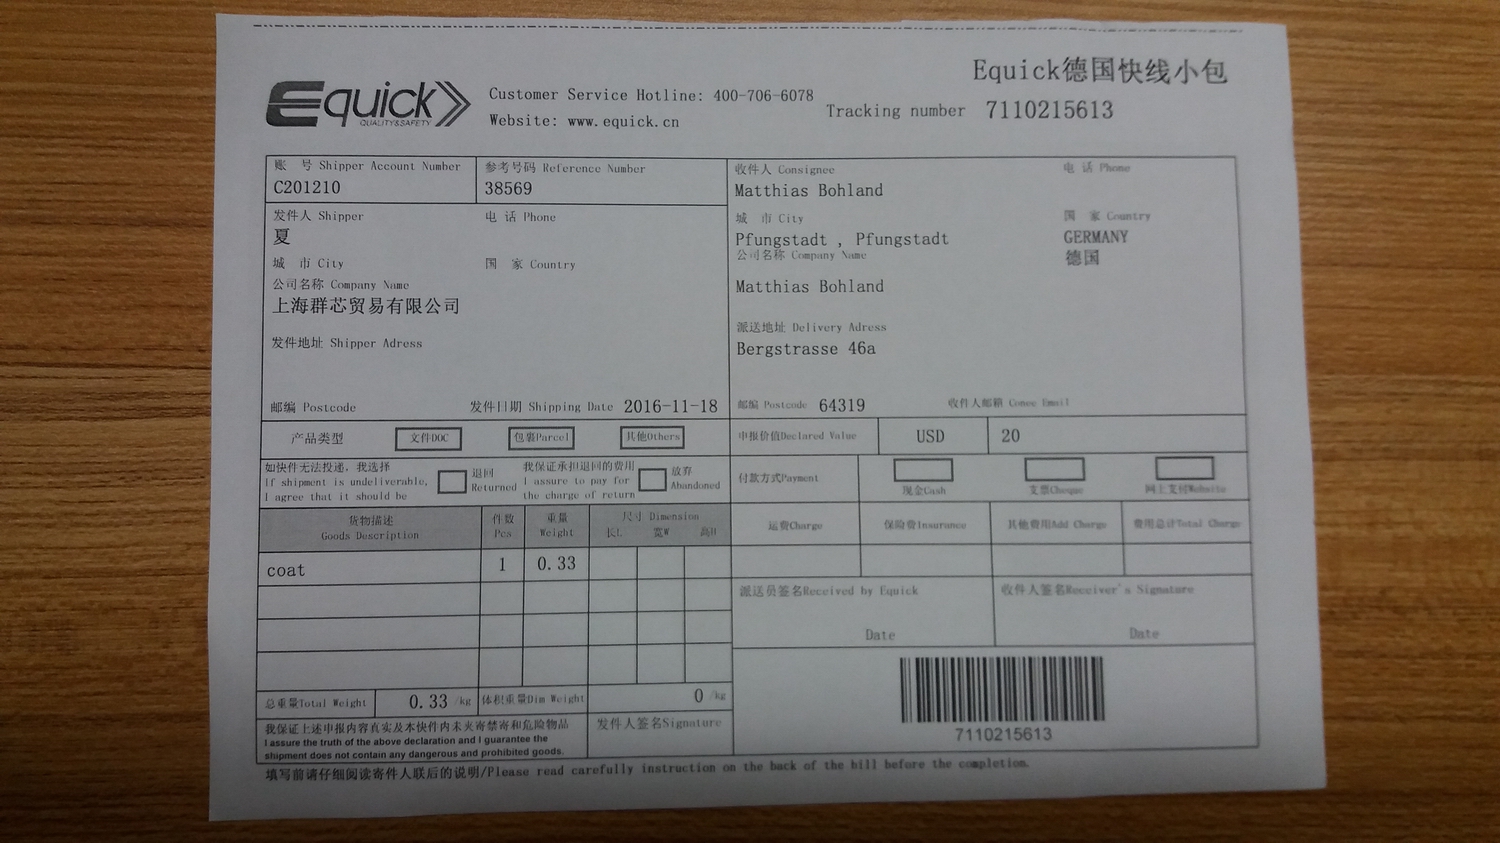 Equick德国快线小包
Equick
QUALITY&SAFETY
Customer Service Hotline: 400-706-6078
Website: www.equick.cn
Tracking number 7110215613
账 号 Shipper Account Number
C201210
参考号码 Reference Number
38569
发件人 Shipper
夏
电 话 Phone
城 市 City
国 家 Country
公司名称 Company Name
上海群芯贸易有限公司
发件地址 Shipper Adress
邮编 Postcode
发件日期 Shipping Date 2016-11-18
收件人 Consignee
Matthias Bohland
电 话 Phone
城 市 City
Pfungstadt , Pfungstadt
国 家 Country
GERMANY
德国
公司名称 Company Name
Matthias Bohland
派送地址 Delivery Adress
Bergstrasse 46a
邮编 Postcode 64319
收件人邮箱 Conee Email
产品类型
文件DOC
包裹Parcel
其他Others
申报价值Declared Value
USD
20
如快件无法投递，我选择
If shipment is undeliverable,
I agree that it should be
退回
Returned
我保证承担退回的费用
I assure to pay for
the charge of return
放弃
Abandoned
付款方式Payment
现金Cash
支票Cheque
网上支付Website
货物描述
Goods Description
件数
Pcs
重量
Weight
尺寸 Dimension
长L 宽W 高H
运费Charge
保险费Insurance
其他费用Add Charge
费用总计Total Charge
coat
1
0.33
派送员签名Received by Equick
Date
收件人签名Receiver's Signature
Date
总重量Total Weight
0.33 /kg
体积重量Dim Weight
0 /kg
我保证上述申报内容真实及本快件内未夹寄禁寄和危险物品
I assure the truth of the above declaration and I guarantee the
shipment does not contain any dangerous and prohibited goods.
发件人签名Signature
7110215613
填写前请仔细阅读寄件人联后的说明/Please read carefully instruction on the back of the bill before the completion.